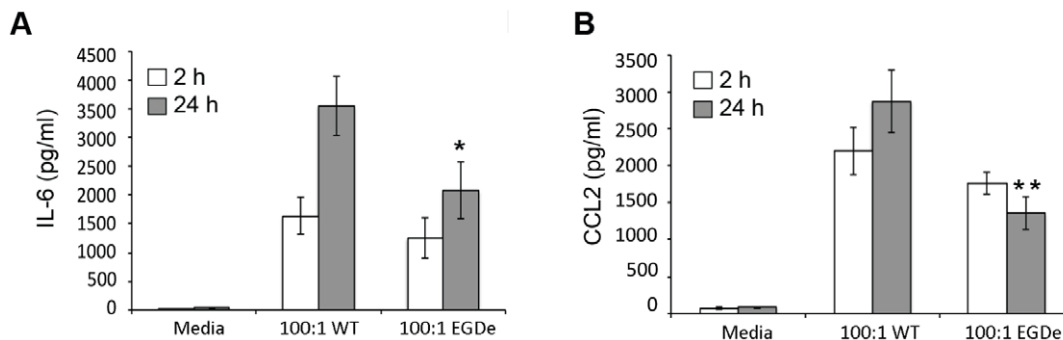 A
IL-6 (pg/ml)
4500
4000
3500
3000
2500
2000
1500
1000
500
0
2 h
24 h
*
Media
100:1 WT
100:1 EGDe
B
CCL2 (pg/ml)
3500
3000
2500
2000
1500
1000
500
0
2 h
24 h
**
Media
100:1 WT
100:1 EGDe